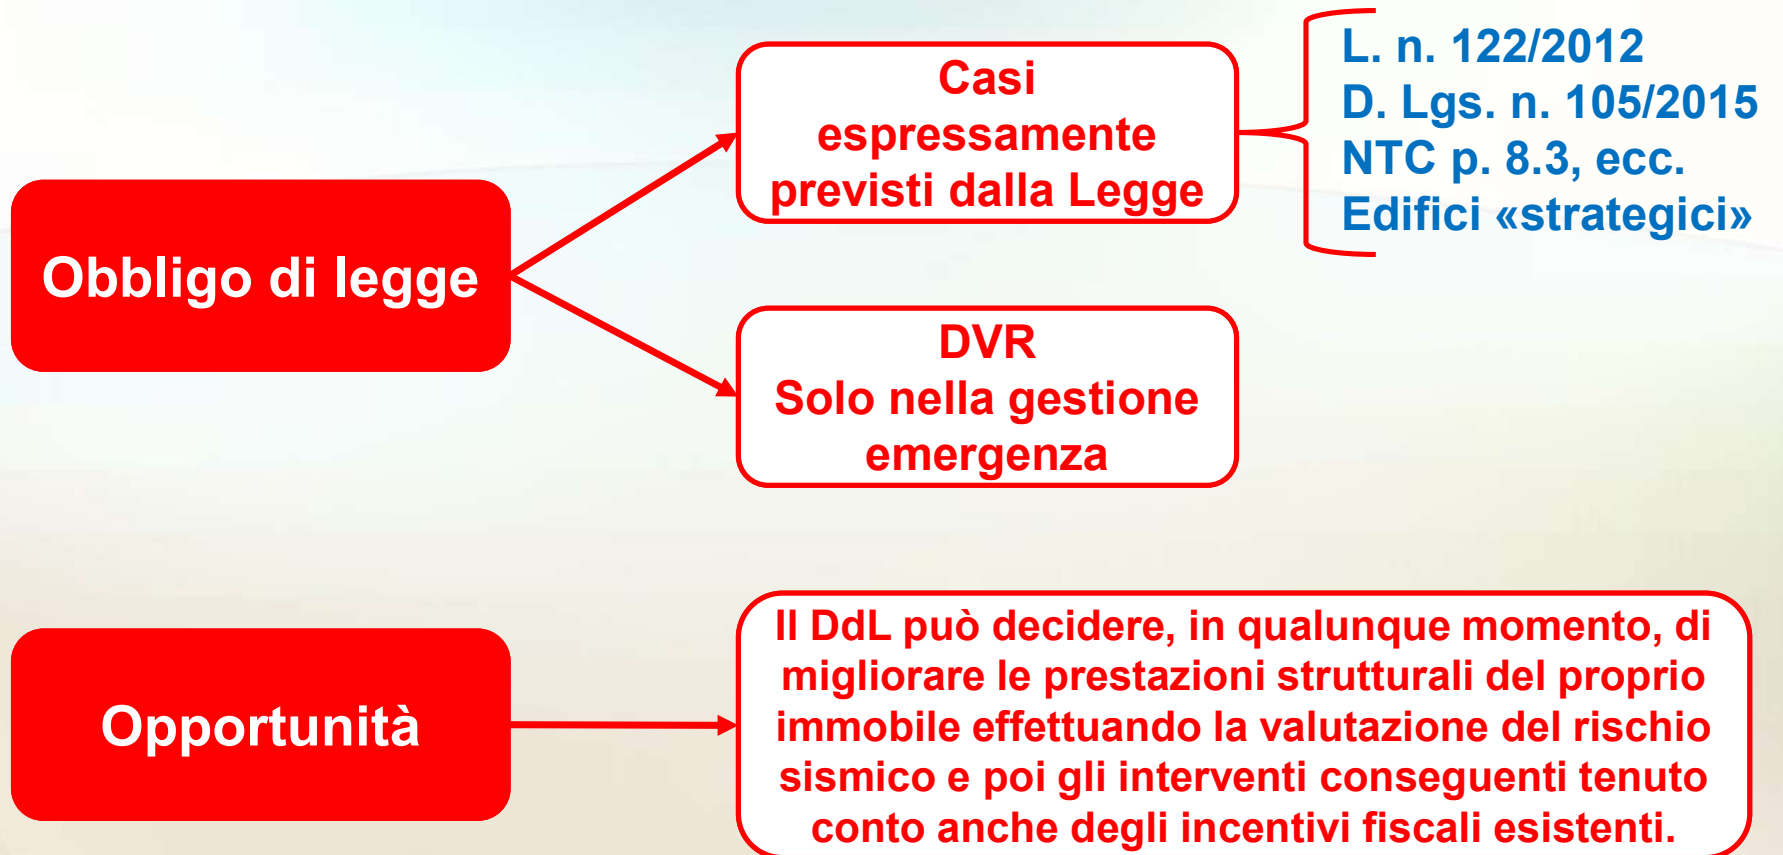 Obbligo di legge
Casi
espressamente
previsti dalla Legge
L. n. 122/2012
D. Lgs. n. 105/2015
NTC p. 8.3, ecc.
Edifici «strategici»
DVR
Solo nella gestione
emergenza
Opportunità
Il DdL può decidere, in qualunque momento, di
migliorare le prestazioni strutturali del proprio
immobile effettuando la valutazione del rischio
sismico e poi gli interventi conseguenti tenuto
conto anche degli incentivi fiscali esistenti.